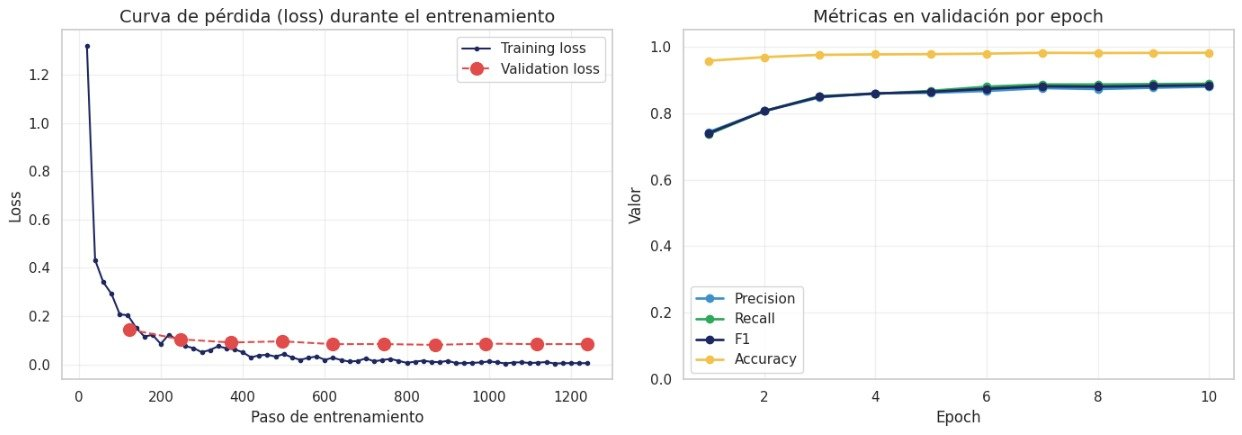 Curva de pérdida (loss) durante el entrenamiento
Training loss
Validation loss
Loss
1.2
1.0
0.8
0.6
0.4
0.2
0.0
0
200
400
600
800
1000
1200
Paso de entrenamiento
Métricas en validación por epoch
Valor
1.0
0.8
0.6
0.4
0.2
0.0
Precision
Recall
F1
Accuracy
2
4
6
8
10
Epoch